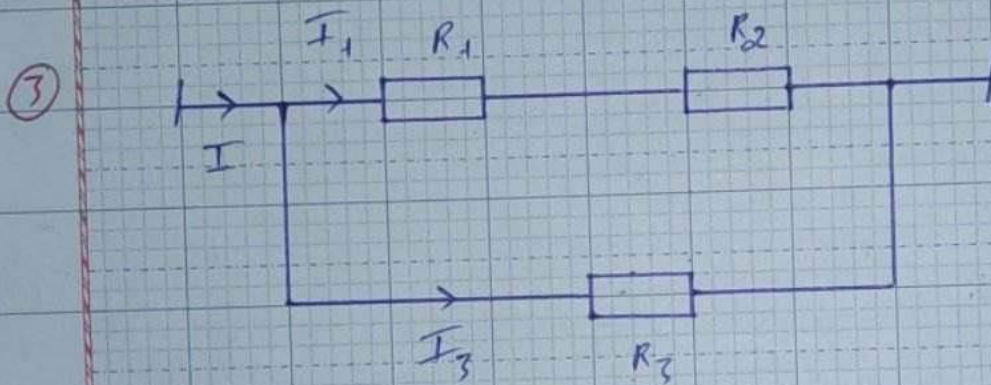 I₁ R₁ R₂
③
I
I₃ R₃